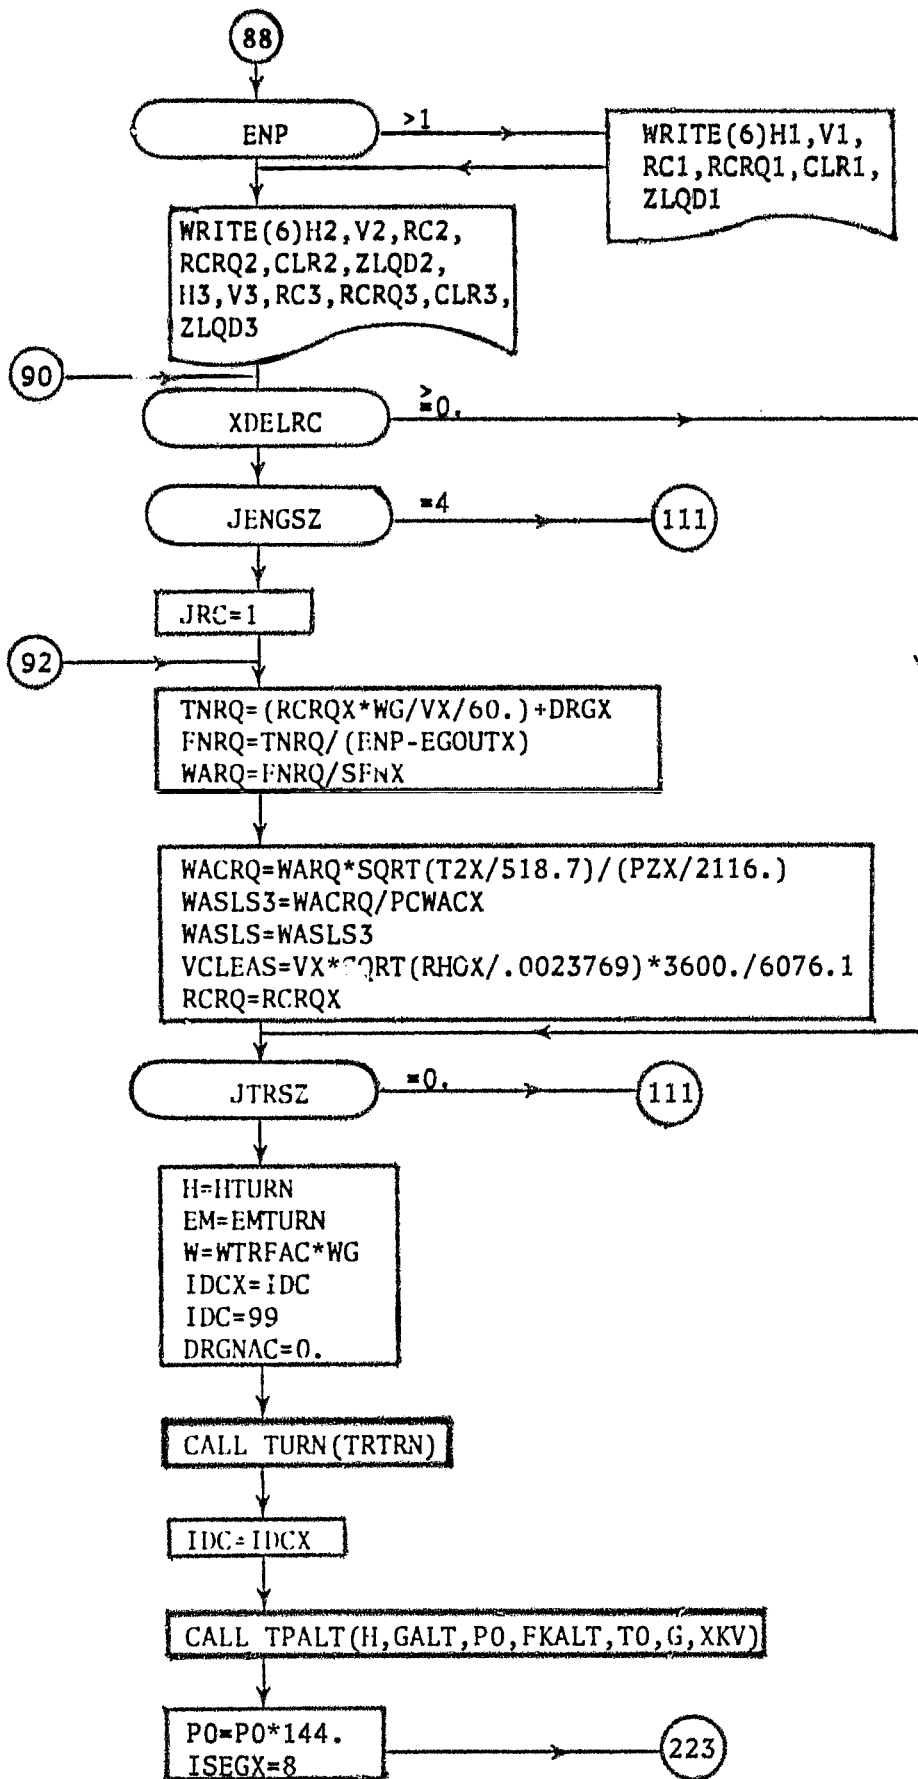 88
ENP
>1
WRITE(6)H1,V1,
RC1,RCRQ1,CLR1,
ZLQD1
WRITE(6)H2,V2,RC2,
RCRQ2,CLR2,ZLQD2,
H3,V3,RC3,RCRQ3,CLR3,
ZLQD3
90
XDELRC
≥0.
JENGSZ
=4
111
JRC=1
92
TNRQ=(RCRQX*WG/VX/60.)+DRGX
FNRQ=TNRQ/(ENP-EGOUTX)
WARQ=FNRQ/SFNX
WACRQ=WARQ*SQRT(T2X/518.7)/(PZX/2116.)
WASLS3=WACRQ/PCWACX
WASLS=WASLS3
VCLEAS=VX*SQRT(RHOX/.0023769)*3600./6076.1
RCRQ=RCRQX
JTRSZ
=0.
111
H=HTURN
EM=EMTURN
W=WTRFAC*WG
IDCX=IDC
IDC=99
DRGNAC=0.
CALL TURN(TRTRN)
IDC=IDCX
CALL TPALT(H,GALT,PO,FKALT,TO,G,XKV)
PO=PO*144.
ISEGX=8
223